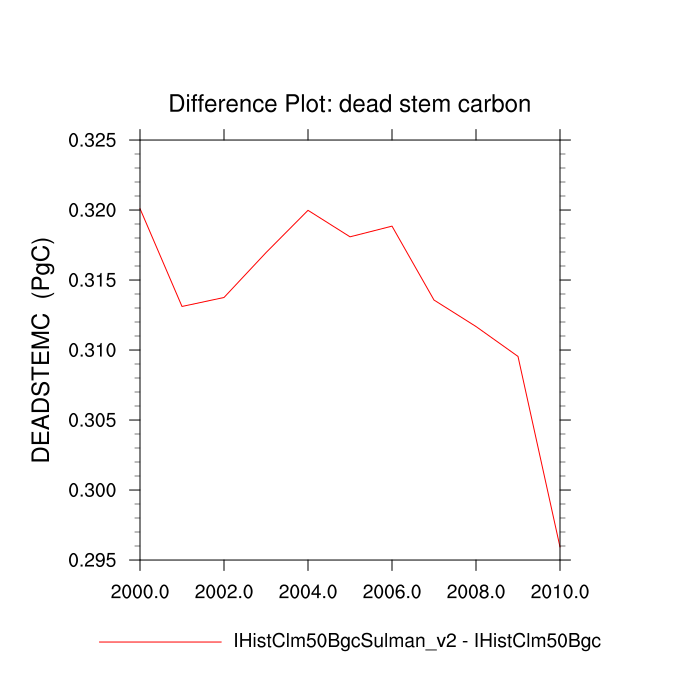 Difference Plot: dead stem carbon
DEADSTEMC (PgC)
0.325
0.320
0.315
0.310
0.305
0.300
0.295
2000.0 2002.0 2004.0 2006.0 2008.0 2010.0
IHistClm50BgcSulman_v2 - IHistClm50Bgc